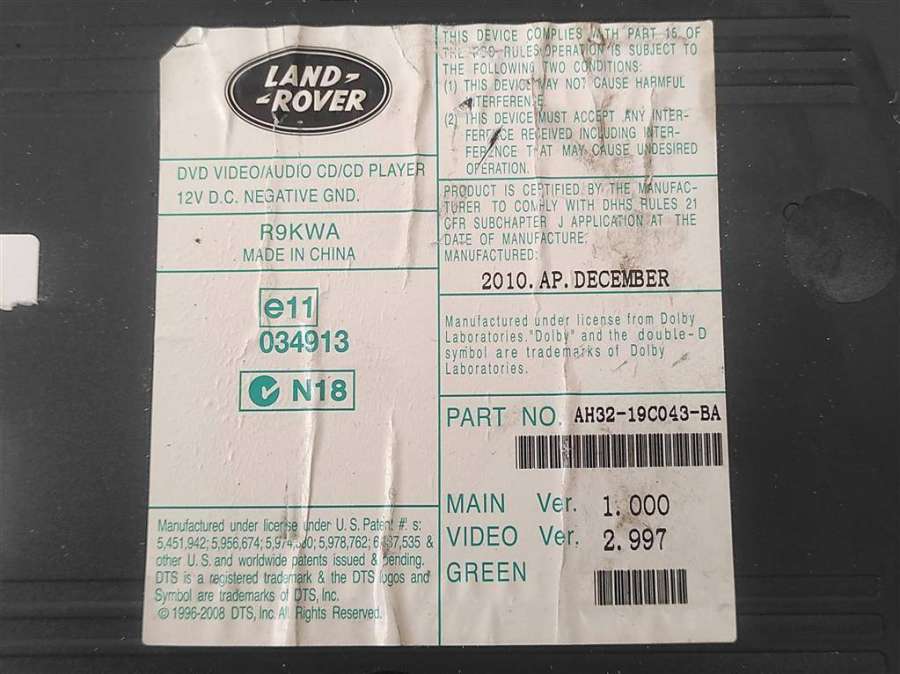 LAND-
-ROVER
DVD VIDEO/AUDIO CD/CD PLAYER
12V D.C. NEGATIVE GND.
R9KWA
MADE IN CHINA
e11
034913
N18
Manufactured under license under U.S. Patent #' s:
5,451,942; 5,956,674; 5,978,762; &
other U.S. and worldwide patents issued & pending.
DTS is a registered trademark & the DTS logos and
Symbol are trademarks of DTS, Inc.
© 1996-2008 DTS, Inc. All Rights Reserved.
THIS DEVICE COMPLIES WITH PART 15 OF
THE FCC RULES OPERATION IS SUBJECT TO
THE FOLLOWING TWO CONDITIONS:
(1) THIS DEVICE MAY NOT CAUSE HARMFUL
INTERFERENCE
(2) THIS DEVICE MUST ACCEPT ANY INTER-
FERENCE RECEIVED INCLUDING INTER-
FERENCE THAT MAY CAUSE UNDESIRED
OPERATION.
PRODUCT IS CERTIFIED BY THE MANUFAC-
TURER TO COMPLY WITH DHHS RULES 21
CFR SUBCHAPTER J APPLICATION AT THE
DATE OF MANUFACTURE.
MANUFACTURED:
2010. AP. DECEMBER
Manufactured under license from Dolby
Laboratories. "Dolby" and the double-D
symbol are trademarks of Dolby
Laboratories.
PART NO. AH32-19C043-BA
MAIN Ver. 1.000
VIDEO Ver. 2.997
GREEN